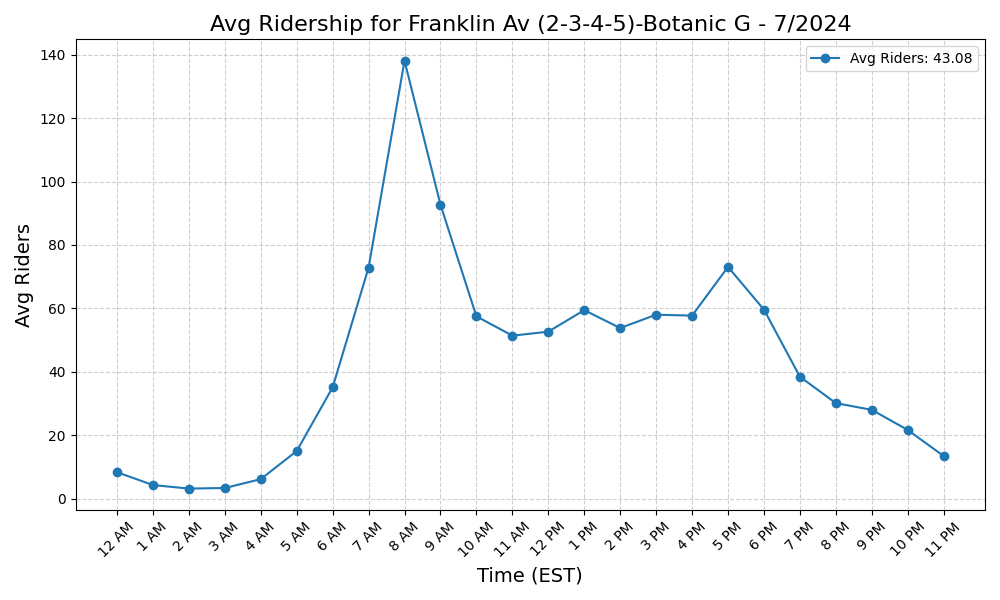 Avg Ridership for Franklin Av (2-3-4-5)-Botanic G - 7/2024
Avg Riders: 43.08
Avg Riders
140
120
100
80
60
40
20
0
12 AM
1 AM
2 AM
3 AM
4 AM
5 AM
6 AM
7 AM
8 AM
9 AM
10 AM
11 AM
12 PM
1 PM
2 PM
3 PM
4 PM
5 PM
6 PM
7 PM
8 PM
9 PM
10 PM
11 PM
Time (EST)